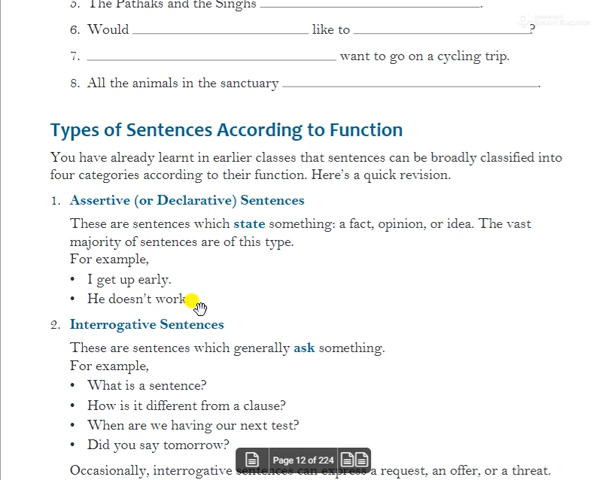 5. The Pathaks and the Singhs ______.
6. Would ______ like to ______?
7. ______ want to go on a cycling trip.
8. All the animals in the sanctuary ______.
Types of Sentences According to Function
You have already learnt in earlier classes that sentences can be broadly classified into
four categories according to their function. Here's a quick revision.
1. Assertive (or Declarative) Sentences
These are sentences which state something: a fact, opinion, or idea. The vast
majority of sentences are of this type.
For example,
• I get up early.
• He doesn't work
2. Interrogative Sentences
These are sentences which generally ask something.
For example,
• What is a sentence?
• How is it different from a clause?
• When are we having our next test?
• Did you say tomorrow?
Page 12 of 224
Occasionally, interrogative sentences can express a request, an offer, or a threat.